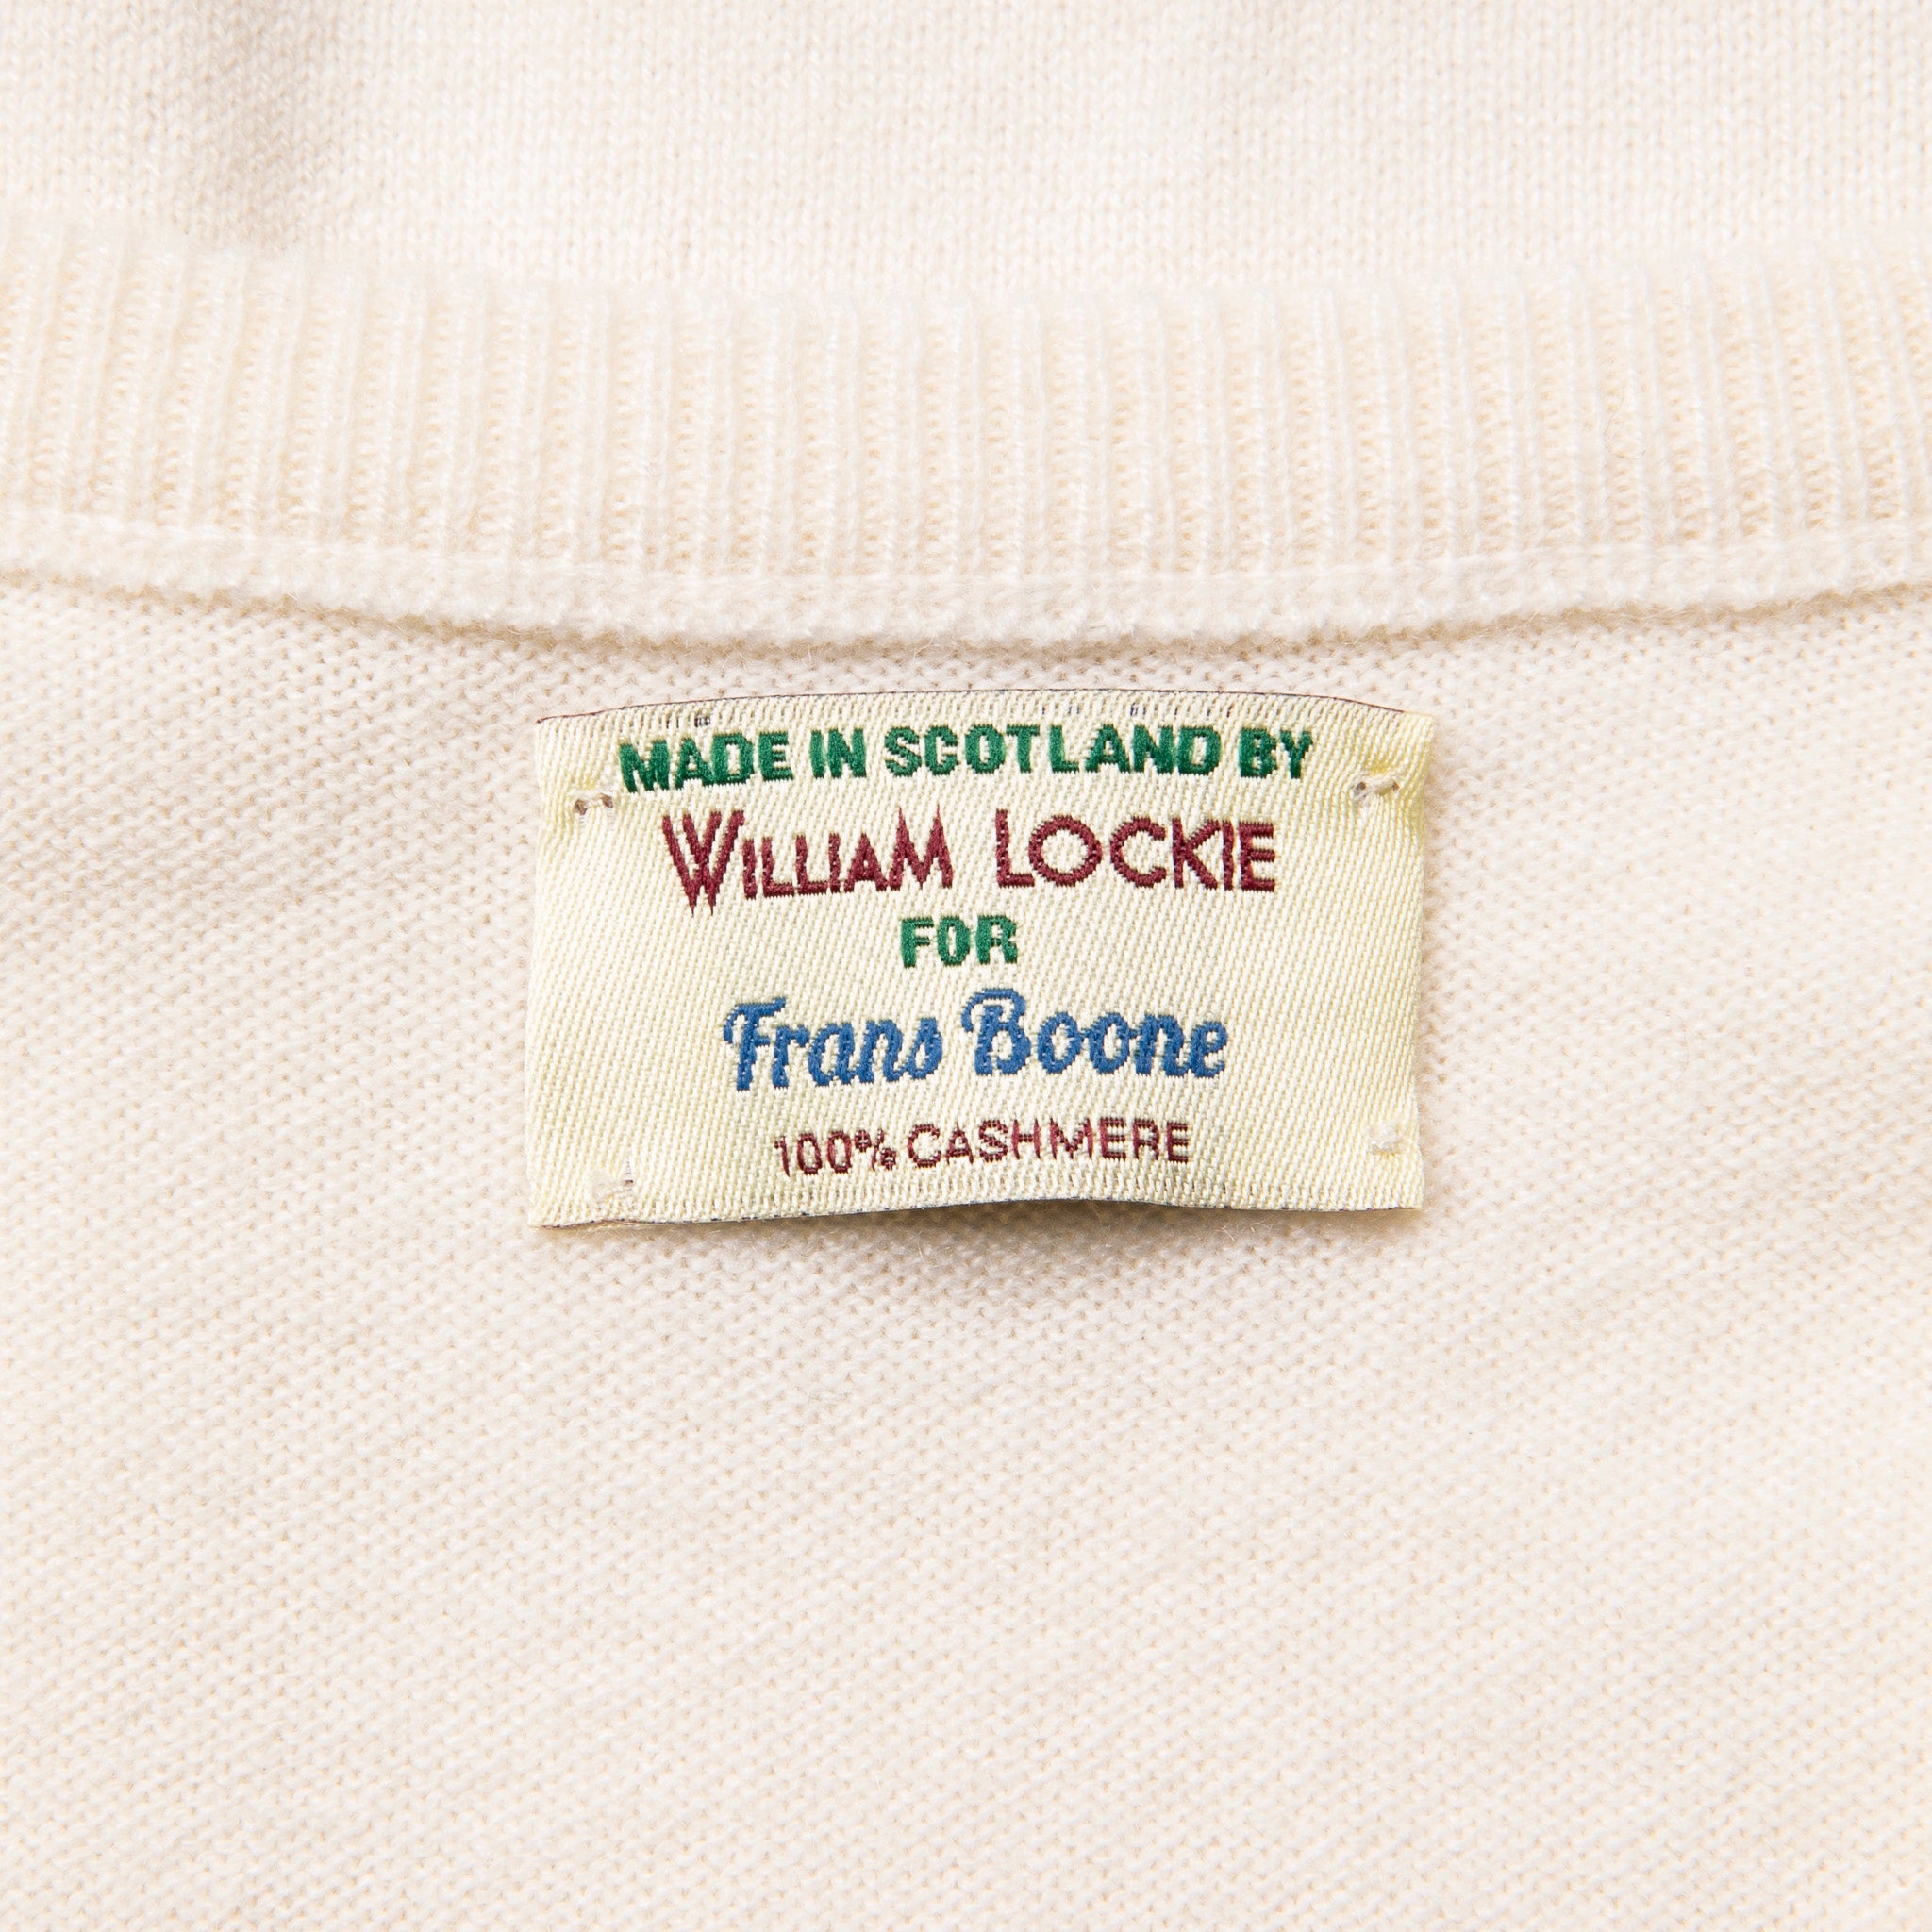 MADE IN SCOTLAND BY
WILLIAM LOCKIE
FOR
Frans Boone
100% CASHMERE